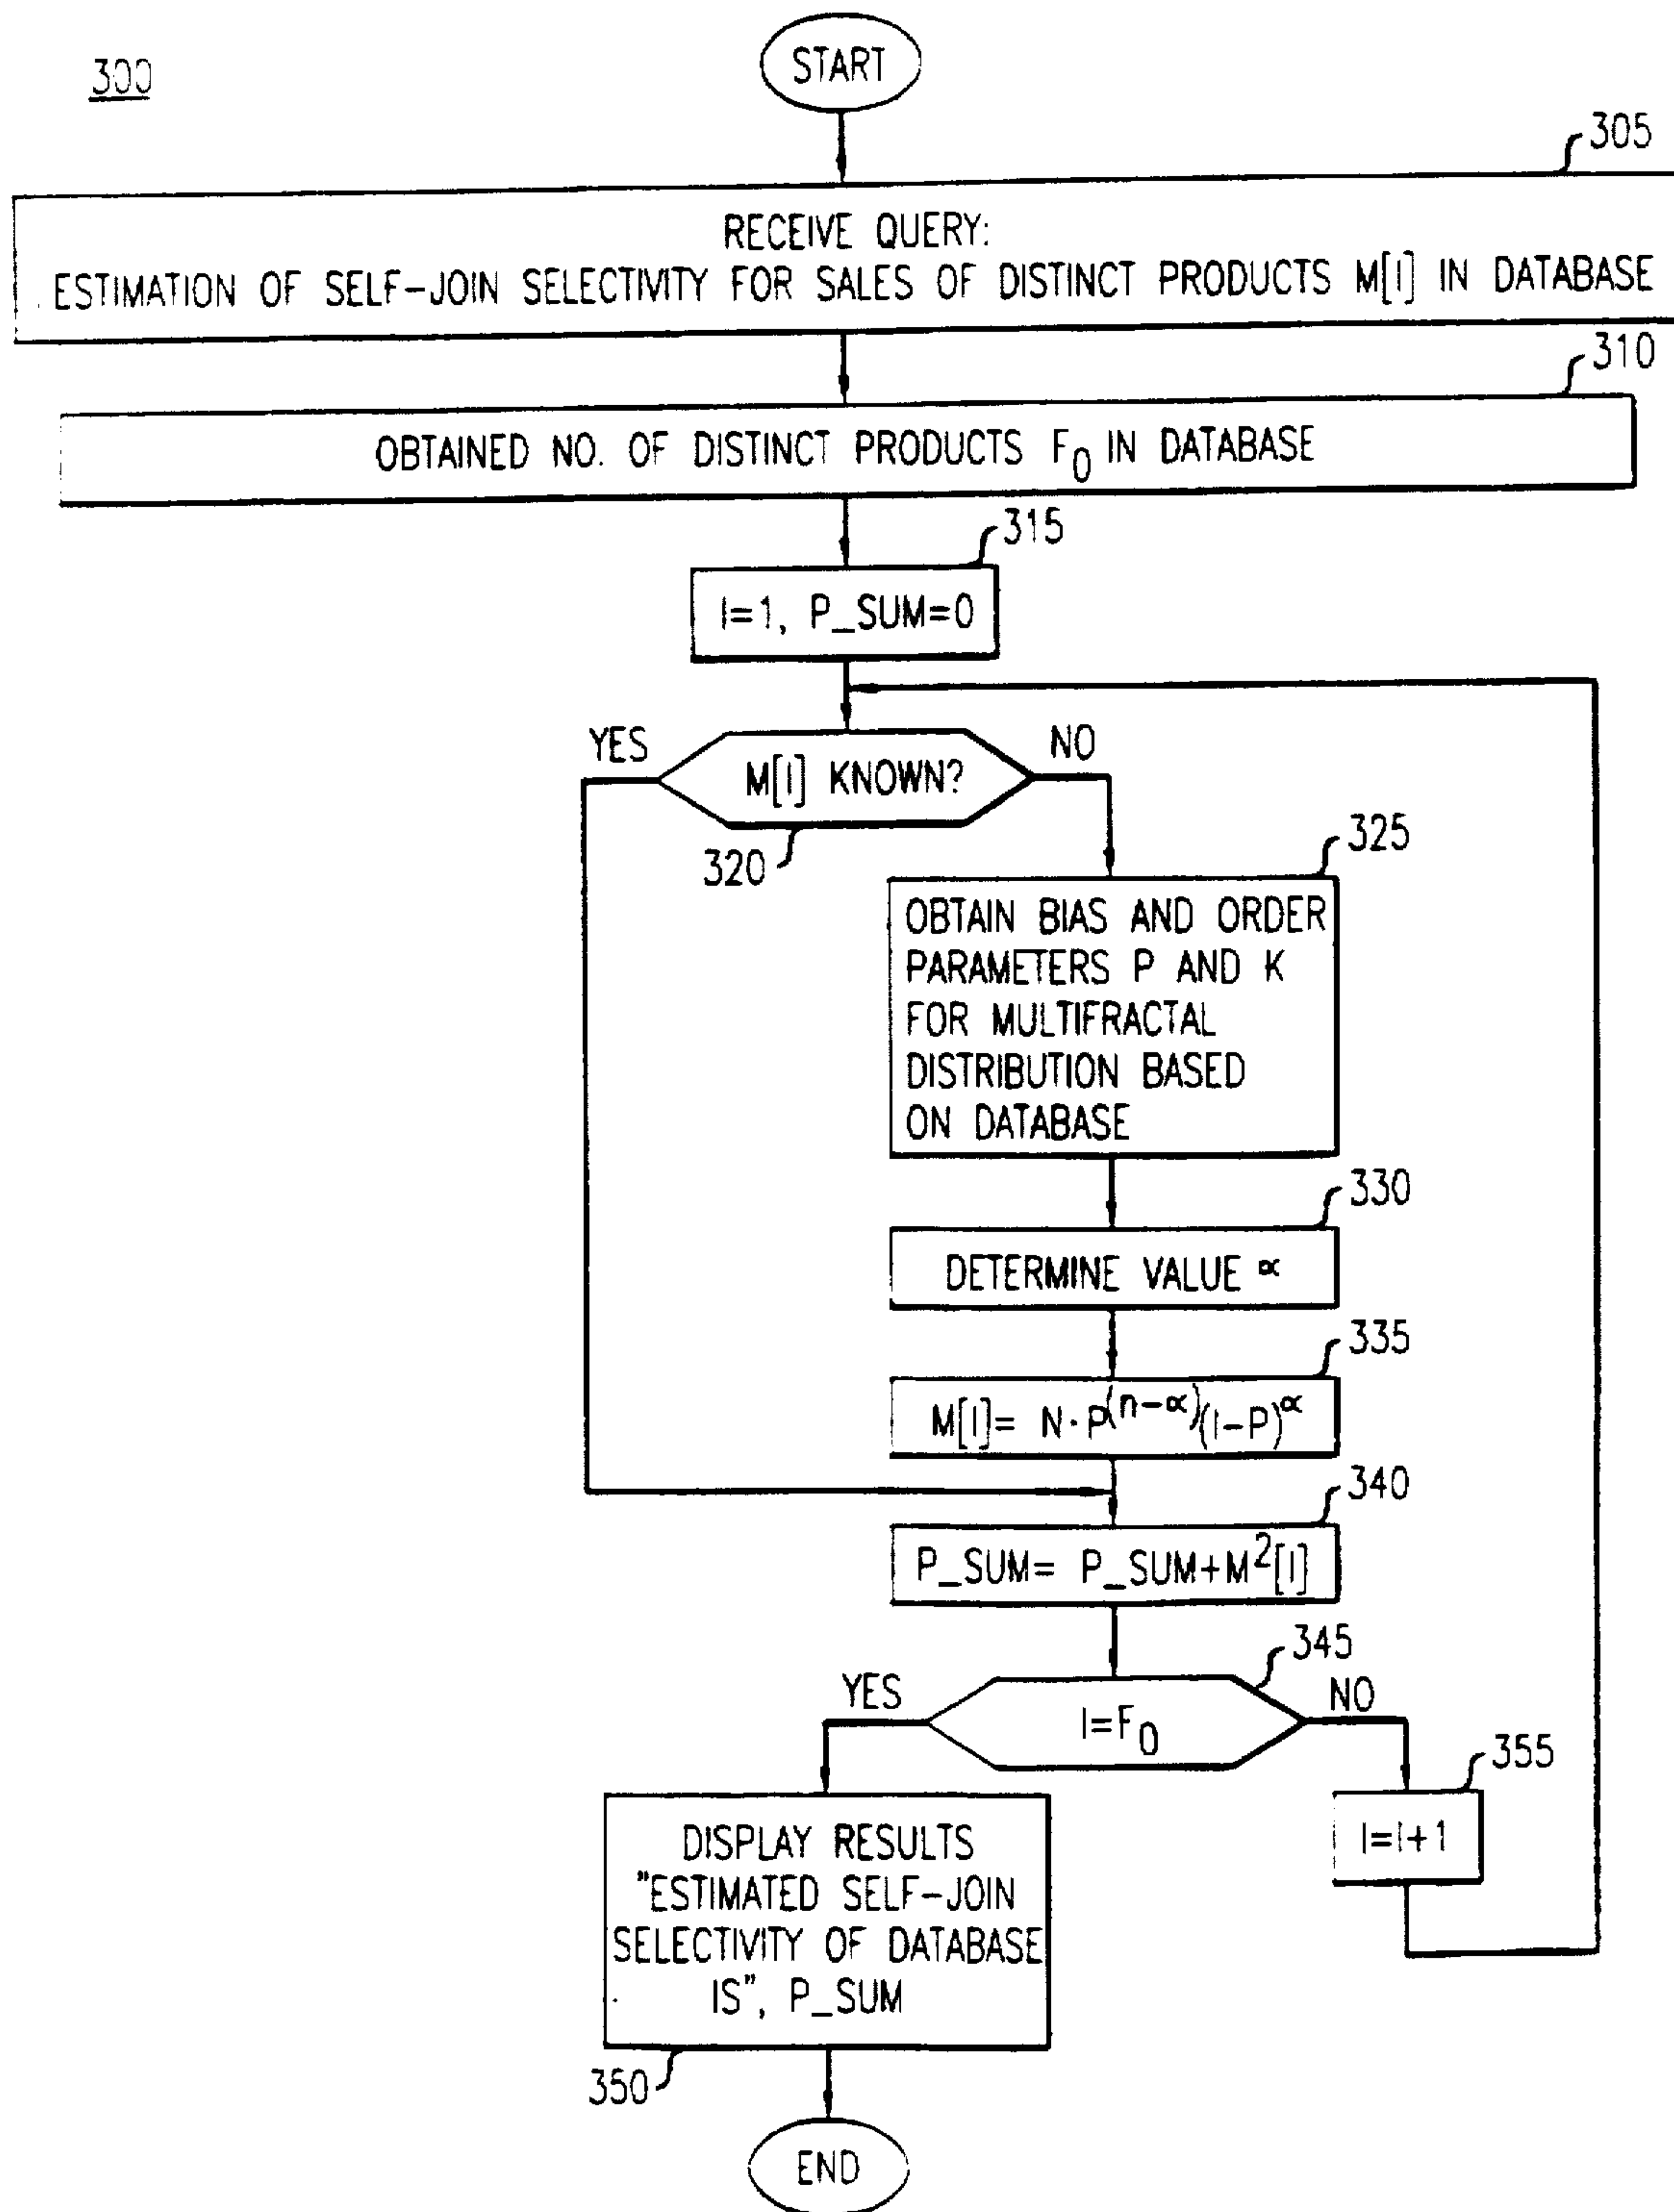 300
START
305
RECEIVE QUERY:
ESTIMATION OF SELF-JOIN SELECTIVITY FOR SALES OF DISTINCT PRODUCTS M[I] IN DATABASE
310
OBTAINED NO. OF DISTINCT PRODUCTS F₀ IN DATABASE
315
I=1, P_SUM=0
YES
NO
M[I] KNOWN?
320
325
OBTAIN BIAS AND ORDER
PARAMETERS P AND K
FOR MULTIFRACTAL
DISTRIBUTION BASED
ON DATABASE
330
DETERMINE VALUE ∝
335
M[I]= N·P^(n-∝)(1-P)^∝
340
P_SUM= P_SUM+M²[I]
345
YES
NO
I=F₀
355
I=I+1
DISPLAY RESULTS
"ESTIMATED SELF-JOIN
SELECTIVITY OF DATABASE
IS", P_SUM
350
END